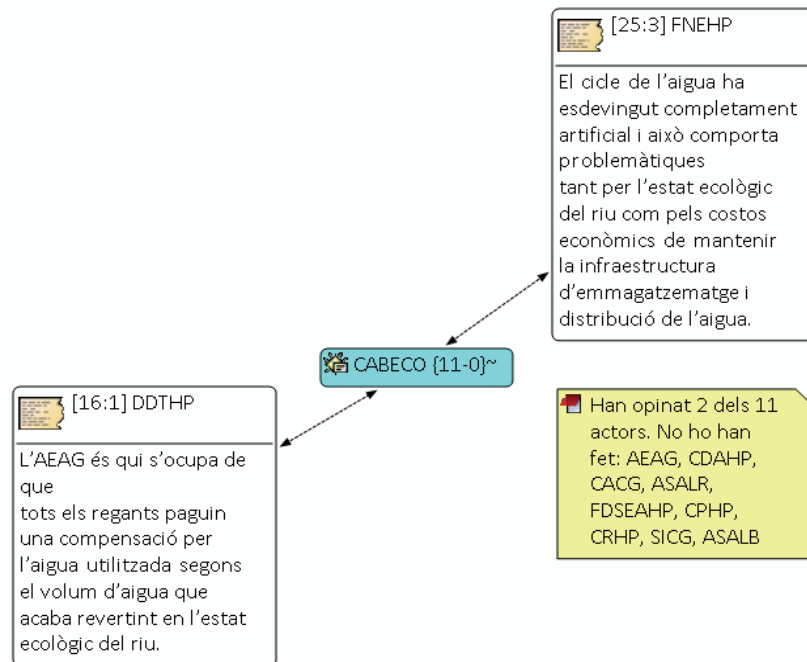 [25:3] FNEHP
El cicle de l'aigua ha
esdevingut completament
artificial i això comporta
problemàtiques
tant per l'estat ecològic
del riu com pels costos
econòmics de mantenir
la infraestructura
d'emmagatzematge i
distribució de l'aigua.
CABECO {11-0}~
[16:1] DDTHP
L'AEAG és qui s'ocupa de
que
tots els regants paguin
una compensació per
l'aigua utilitzada segons
el volum d'aigua que
acaba revertint en l'estat
ecològic del riu.
Han opinat 2 dels 11
actors. No ho han
fet: AEAG, CDAHP,
CACG, ASALR,
FDSEAHP, CPHP,
CRHP, SICG, ASALB